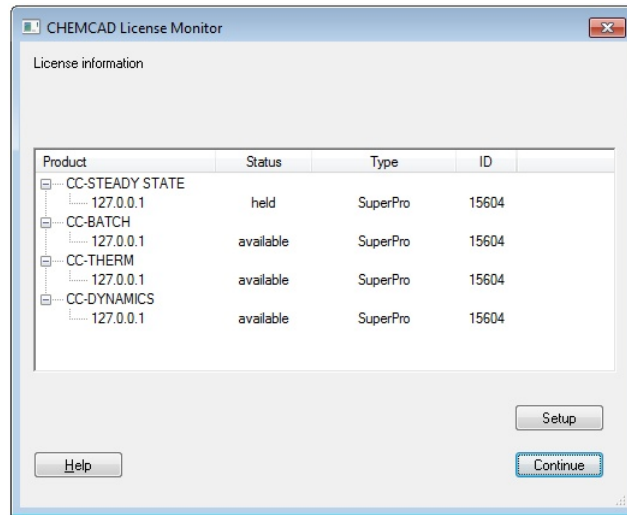 CHEMCAD License Monitor
License information
Product Status Type ID
CC-STEADY STATE
127.0.0.1 held SuperPro 15604
CC-BATCH
127.0.0.1 available SuperPro 15604
CC-THERM
127.0.0.1 available SuperPro 15604
CC-DYNAMICS
127.0.0.1 available SuperPro 15604
Setup
Help Continue